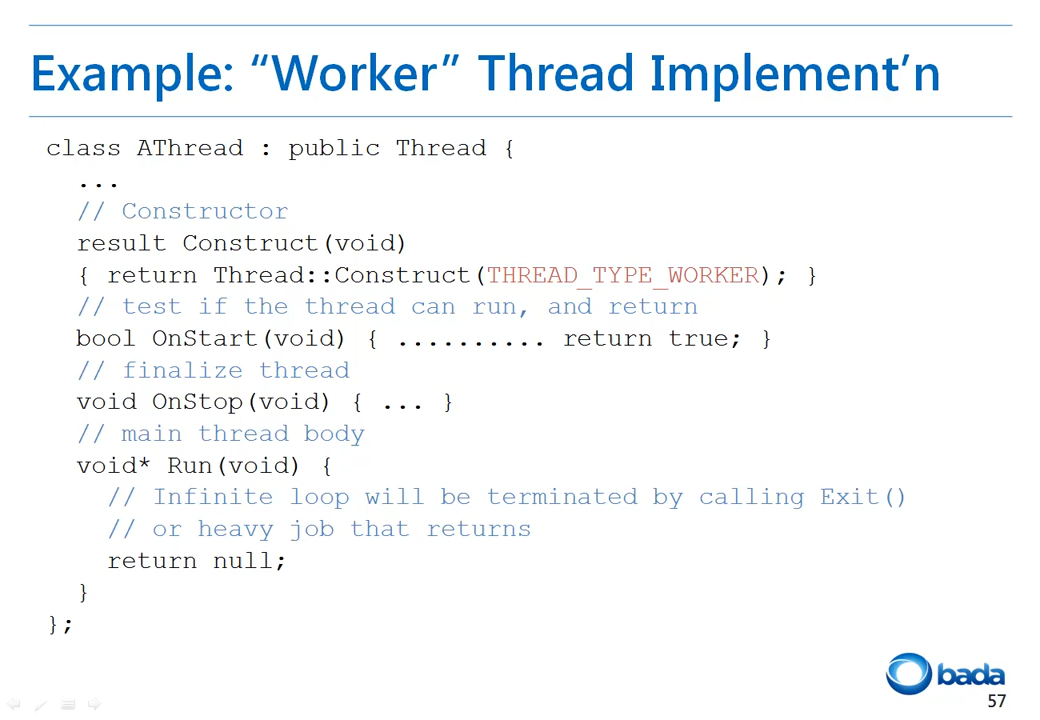 Example: “Worker” Thread Implement’n
class AThread : public Thread {
...
// Constructor
result Construct(void)
{ return Thread::Construct(THREAD_TYPE_WORKER); }
// test if the thread can run, and return
bool OnStart(void) { .......... return true; }
// finalize thread
void OnStop(void) { ... }
// main thread body
void* Run(void) {
// Infinite loop will be terminated by calling Exit()
// or heavy job that returns
return null;
}
};
bada
57